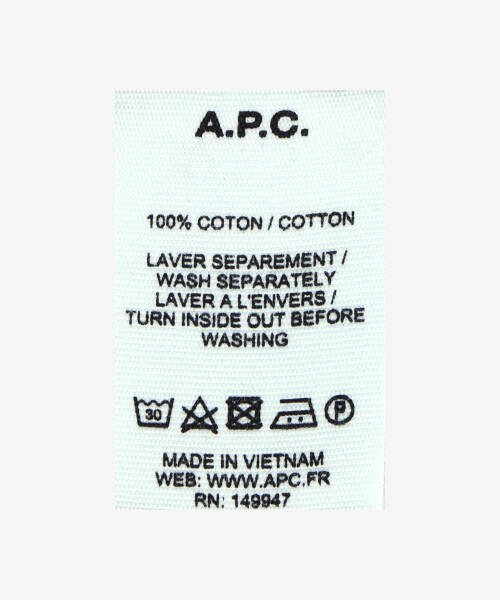 A.P.C.
100% COTON / COTTON
LAVER SEPAREMENT /
WASH SEPARATELY
LAVER A L'ENVERS /
TURN INSIDE OUT BEFORE
WASHING
30
P
MADE IN VIETNAM
WEB: WWW.APC.FR
RN: 149947